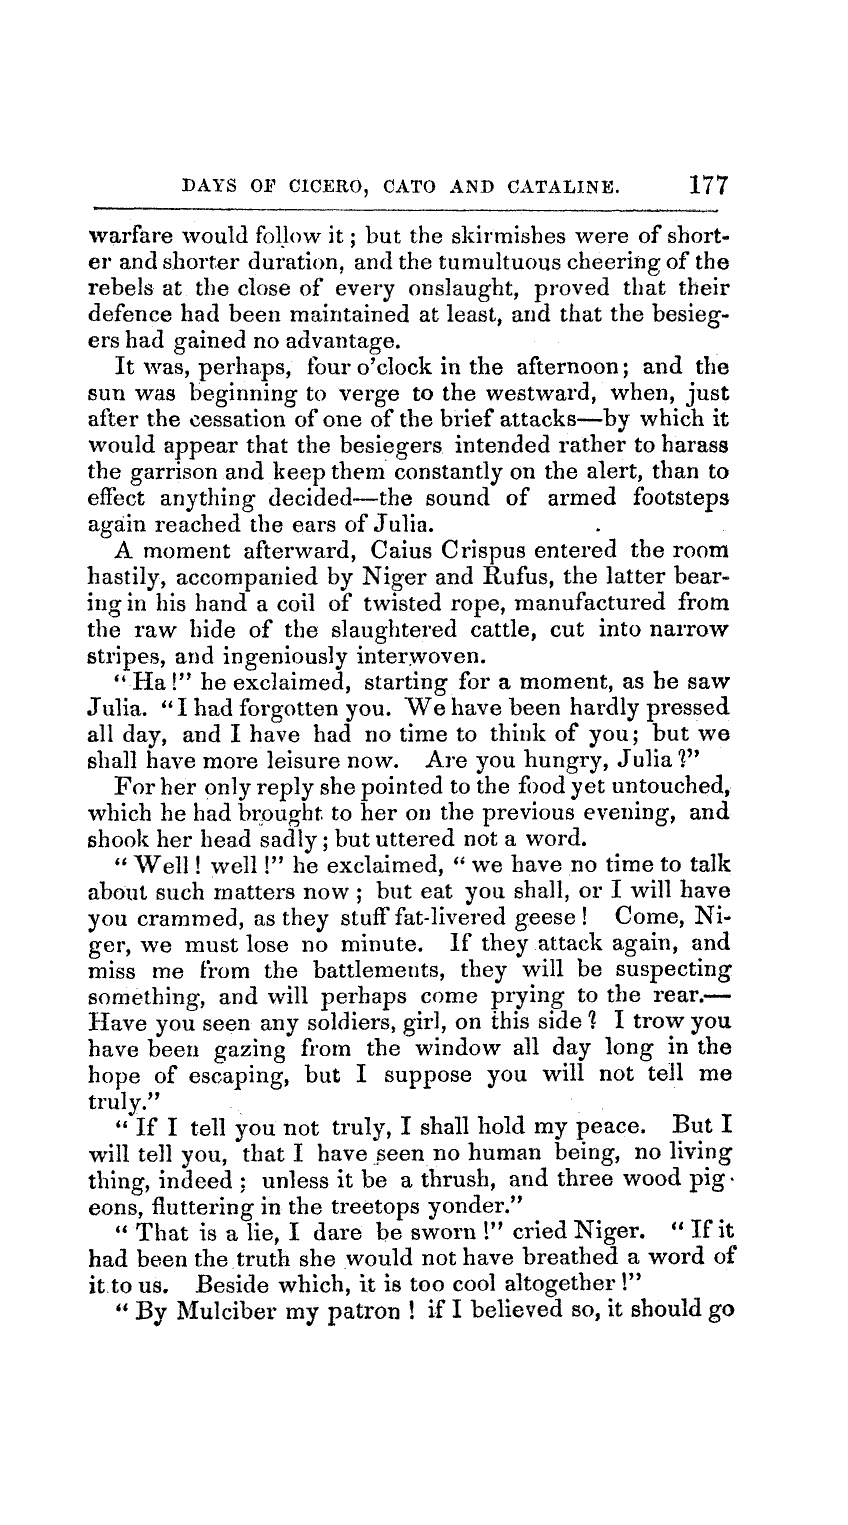 DAYS OF CICERO, CATO AND CATALINE. 177
warfare would follow it ; but the skirmishes were of short-
er and shorter duration, and the tumultuous cheering of the
rebels at the close of every onslaught, proved that their
defence had been maintained at least, and that the besieg-
ers had gained no advantage.
It was, perhaps, four o'clock in the afternoon; and the
sun was beginning to verge to the westward, when, just
after the cessation of one of the brief attacks—by which it
would appear that the besiegers intended rather to harass
the garrison and keep them constantly on the alert, than to
effect anything decided—the sound of armed footsteps
again reached the ears of Julia.
A moment afterward, Caius Crispus entered the room
hastily, accompanied by Niger and Rufus, the latter bear-
ing in his hand a coil of twisted rope, manufactured from
the raw hide of the slaughtered cattle, cut into narrow
stripes, and ingeniously interwoven.
"Ha!" he exclaimed, starting for a moment, as he saw
Julia. "I had forgotten you. We have been hardly pressed
all day, and I have had no time to think of you; but we
shall have more leisure now. Are you hungry, Julia?"
For her only reply she pointed to the food yet untouched,
which he had brought to her on the previous evening, and
shook her head sadly; but uttered not a word.
"Well! well!" he exclaimed, "we have no time to talk
about such matters now ; but eat you shall, or I will have
you crammed, as they stuff fat-livered geese! Come, Ni-
ger, we must lose no minute. If they attack again, and
miss me from the battlements, they will be suspecting
something, and will perhaps come prying to the rear.—
Have you seen any soldiers, girl, on this side? I trow you
have been gazing from the window all day long in the
hope of escaping, but I suppose you will not tell me
truly."
"If I tell you not truly, I shall hold my peace. But I
will tell you, that I have seen no human being, no living
thing, indeed ; unless it be a thrush, and three wood pig-
eons, fluttering in the treetops yonder."
"That is a lie, I dare be sworn!" cried Niger. "If it
had been the truth she would not have breathed a word of
it to us. Beside which, it is too cool altogether!"
"By Mulciber my patron ! if I believed so, it should go